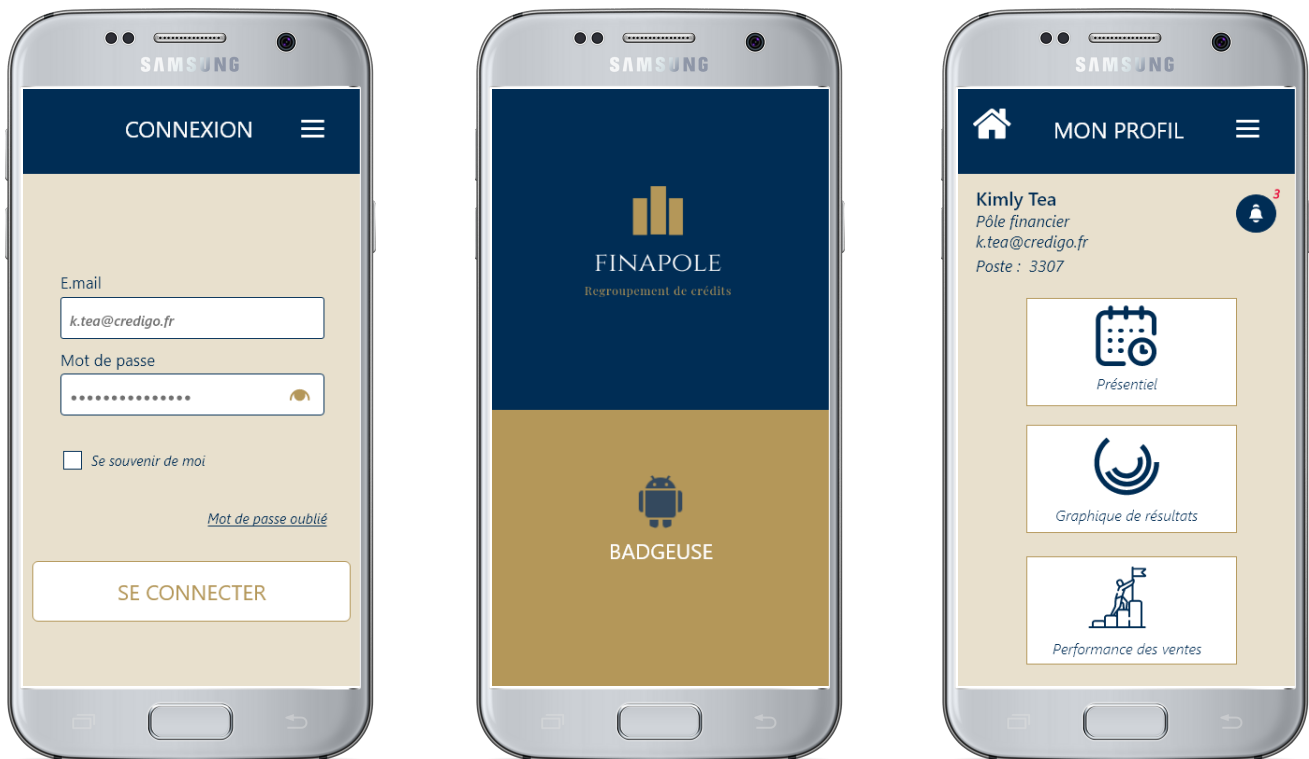 SAMSUNG
CONNEXION
E.mail
k.tea@credigo.fr
Mot de passe
•••••••••••••••
Se souvenir de moi
Mot de passe oublié
SE CONNECTER
SAMSUNG
FINAPOLE
Regroupement de crédits
BADGEUSE
SAMSUNG
MON PROFIL
Kimly Tea
3
Pôle financier
k.tea@credigo.fr
Poste : 3307
Présentiel
Graphique de résultats
Performance des ventes